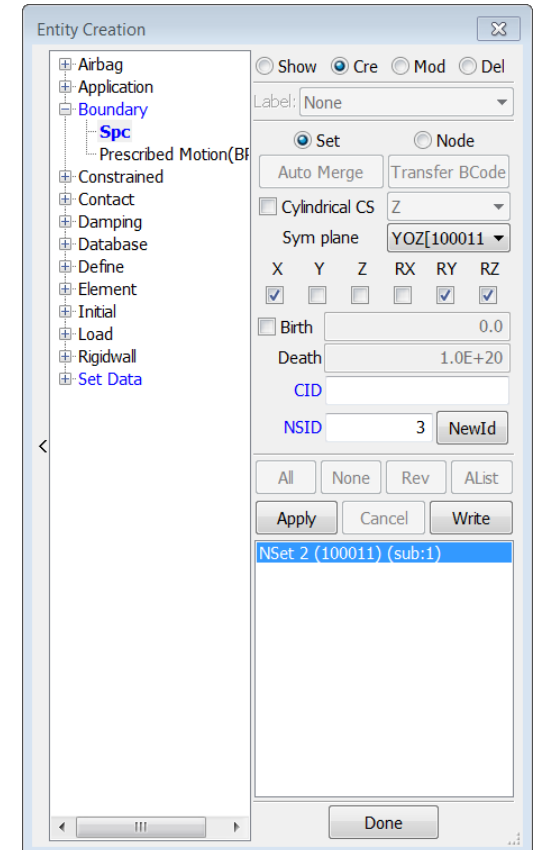 Entity Creation
Airbag
Application
Boundary
Spc
Prescribed Motion(BP
Constrained
Contact
Damping
Database
Define
Element
Initial
Load
Rigidwall
Set Data
<
Show Cre Mod Del
Label: None
Set Node
Auto Merge Transfer BCode
Cylindrical CS Z
Sym plane YOZ[100011
X Y Z RX RY RZ
Birth 0.0
Death 1.0E+20
CID
NSID 3 NewId
All None Rev AList
Apply Cancel Write
NSet 2 (100011) (sub:1)
Done